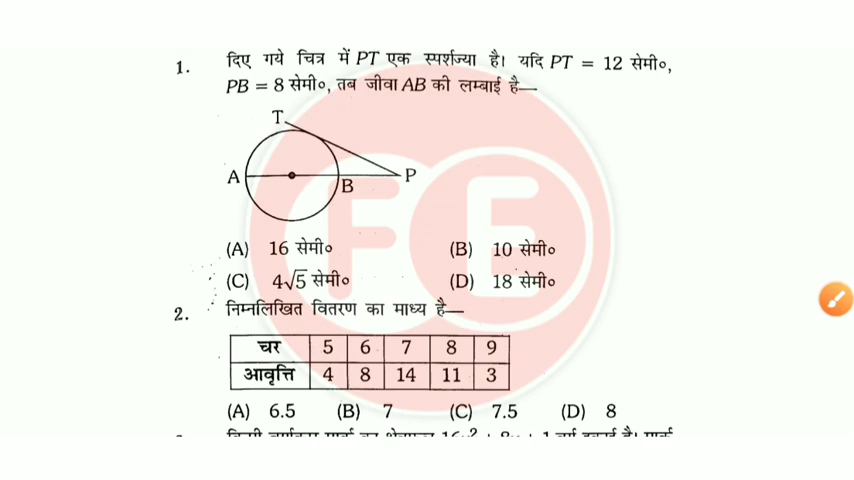 1. दिए गये चित्र में PT एक स्पर्शज्या है। यदि PT = 12 सेमी०,
PB = 8 सेमी०, तब जीवा AB की लम्बाई है—
T
A
B
P
FE
(A) 16 सेमी० (B) 10 सेमी०
(C) 4√5 सेमी० (D) 18 सेमी०
2. निम्नलिखित वितरण का माध्य है—
चर 5 6 7 8 9
आवृत्ति 4 8 14 11 3
(A) 6.5 (B) 7 (C) 7.5 (D) 8